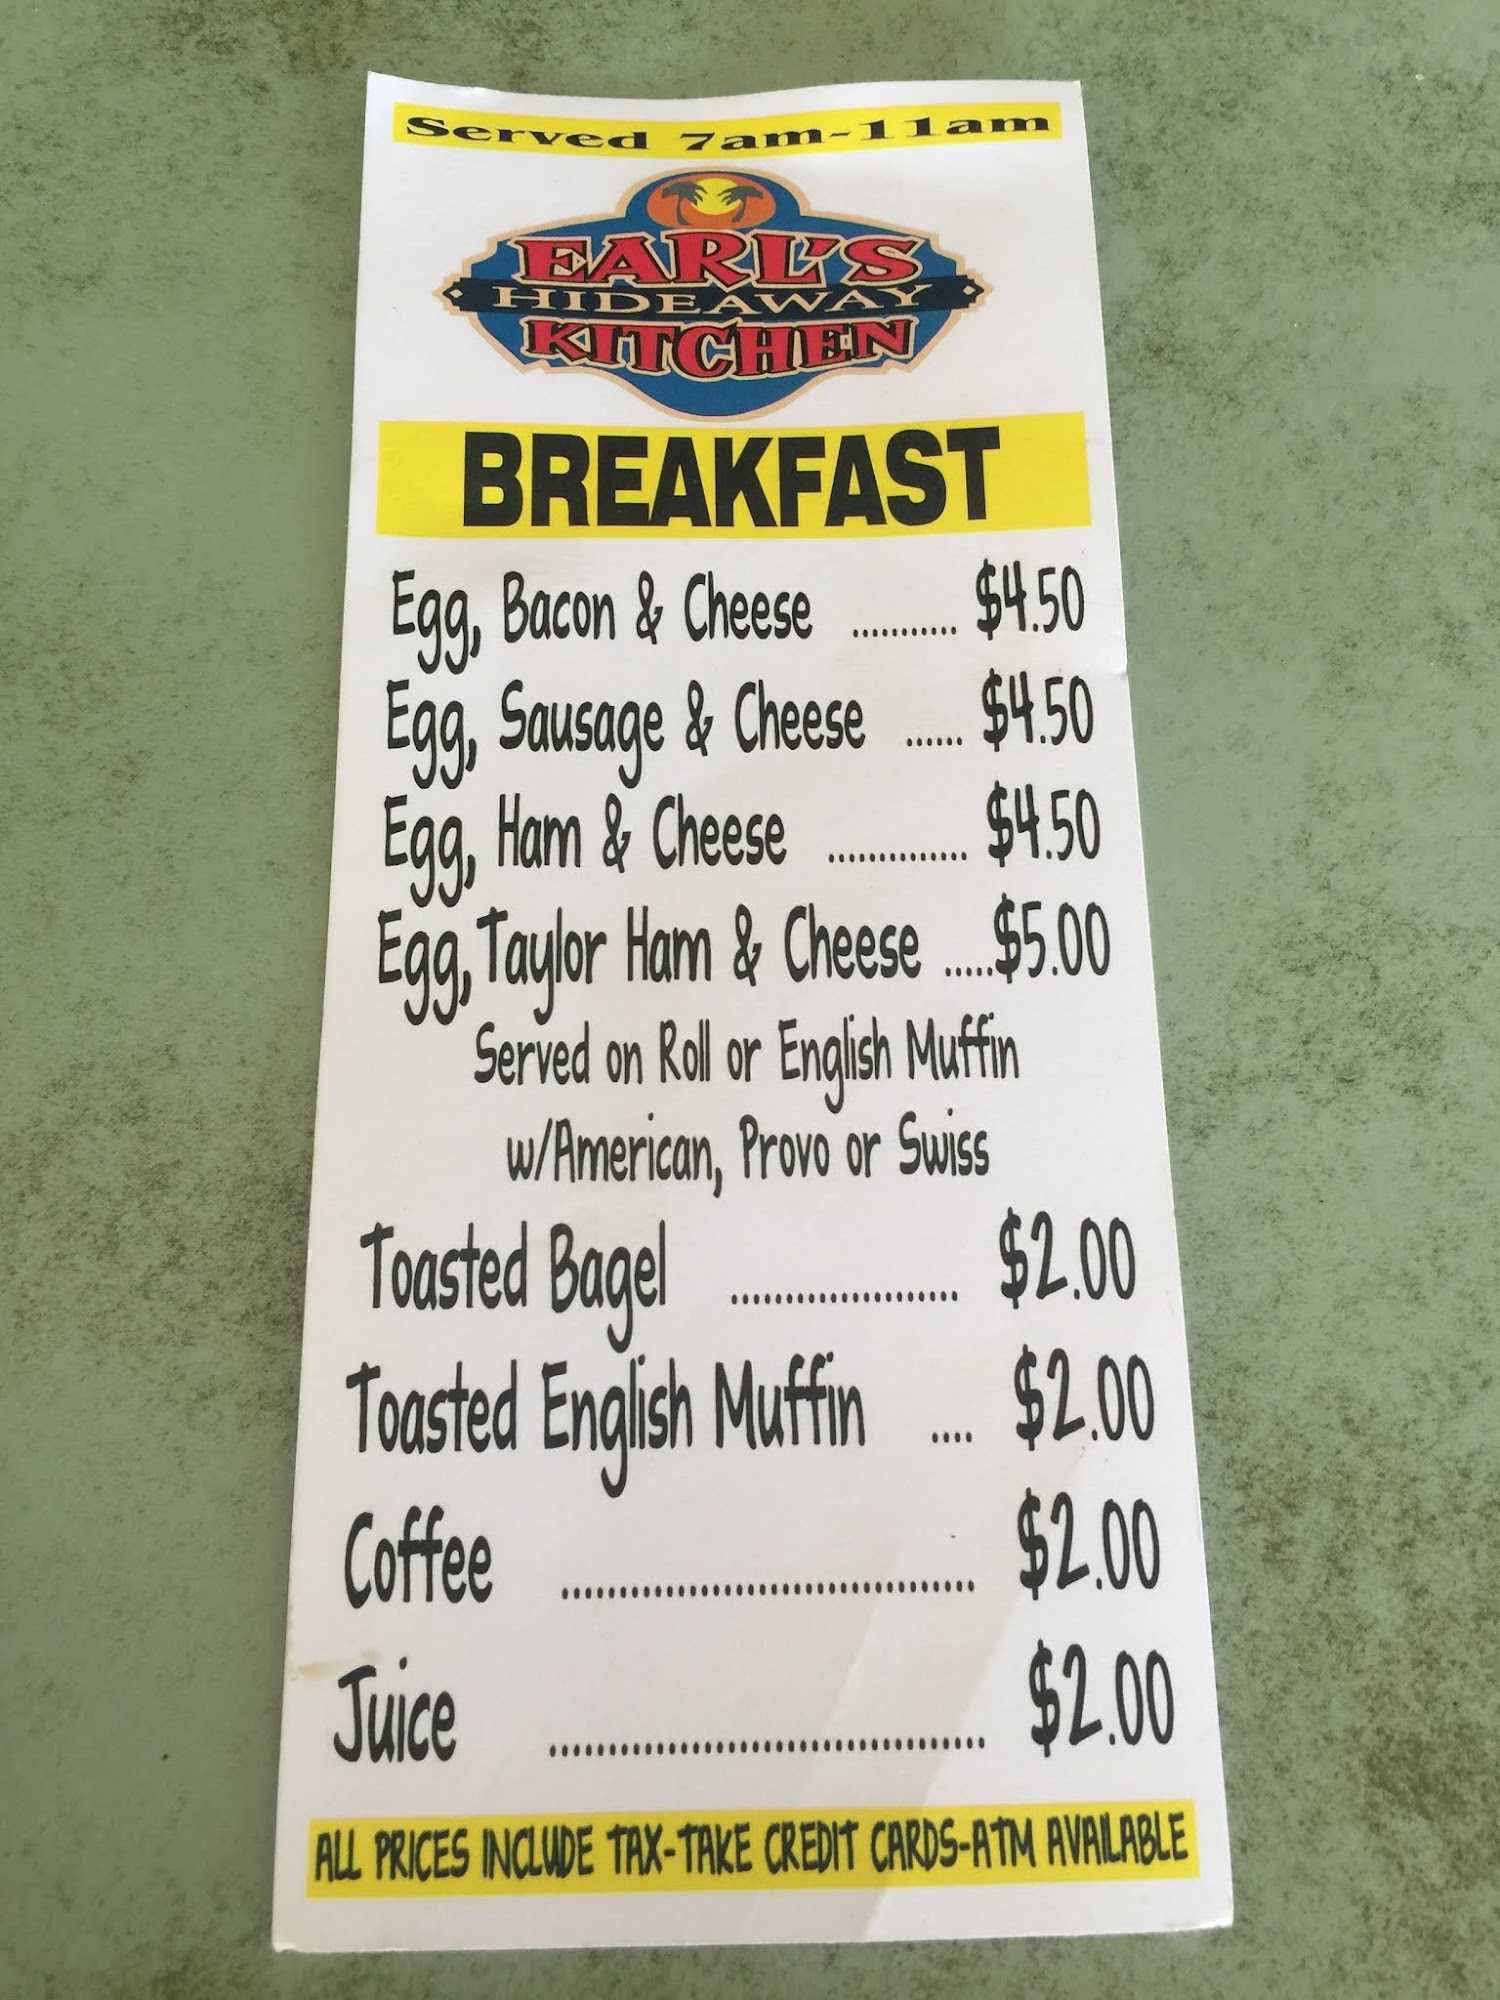 Served 7am-11am
EARL'S
HIDEAWAY
KITCHEN
BREAKFAST
Egg, Bacon & Cheese ........... $4.50
Egg, Sausage & Cheese ...... $4.50
Egg, Ham & Cheese .............. $4.50
Egg, Taylor Ham & Cheese .....$5.00
Served on Roll or English Muffin
w/American, Provo or Swiss
Toasted Bagel ..................... $2.00
Toasted English Muffin .... $2.00
Coffee .................................... $2.00
Juice .................................... $2.00
ALL PRICES INCLUDE TAX-TAKE CREDIT CARDS-ATM AVAILABLE